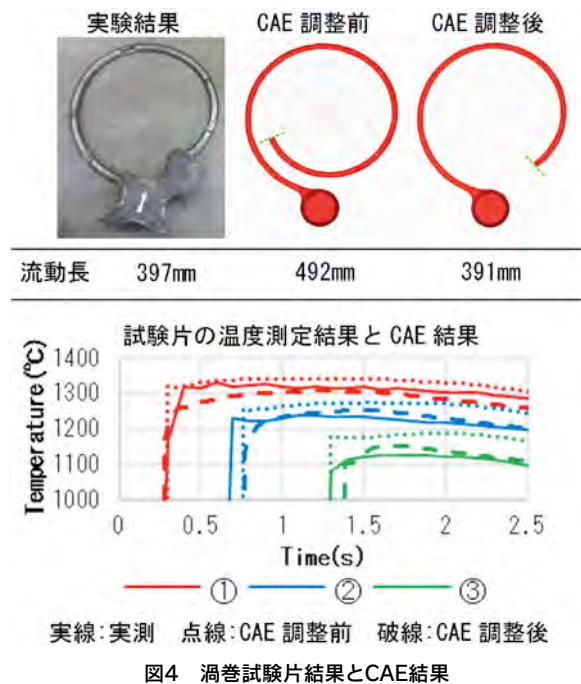 実験結果 CAE 調整前 CAE 調整後
流動長 397mm 492mm 391mm
試験片の温度測定結果と CAE 結果
Temperature(℃)
1400
1300
1200
1100
1000
0 0.5 1 1.5 2 2.5
Time(s)
① ② ③
実線:実測 点線:CAE 調整前 破線:CAE 調整後
図4 渦巻試験片結果とCAE結果